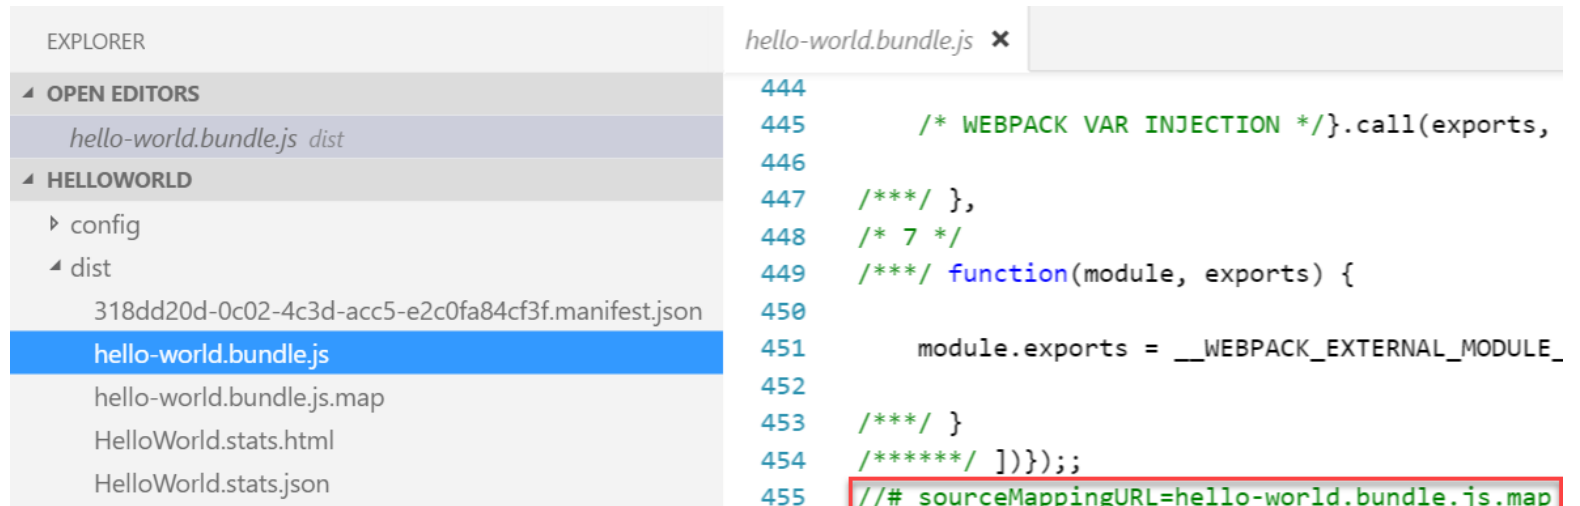 EXPLORER
OPEN EDITORS
hello-world.bundle.js dist
HELLOWORLD
config
dist
318dd20d-0c02-4c3d-acc5-e2c0fa84cf3f.manifest.json
hello-world.bundle.js
hello-world.bundle.js.map
HelloWorld.stats.html
HelloWorld.stats.json
hello-world.bundle.js ✖
444
445 /* WEBPACK VAR INJECTION */}.call(exports,
446
447 /***/ },
448 /* 7 */
449 /***/ function(module, exports) {
450
451 module.exports = __WEBPACK_EXTERNAL_MODULE_
452
453 /***/ }
454 /******/ ])});;
455 //# sourceMappingURL=hello-world.bundle.js.map